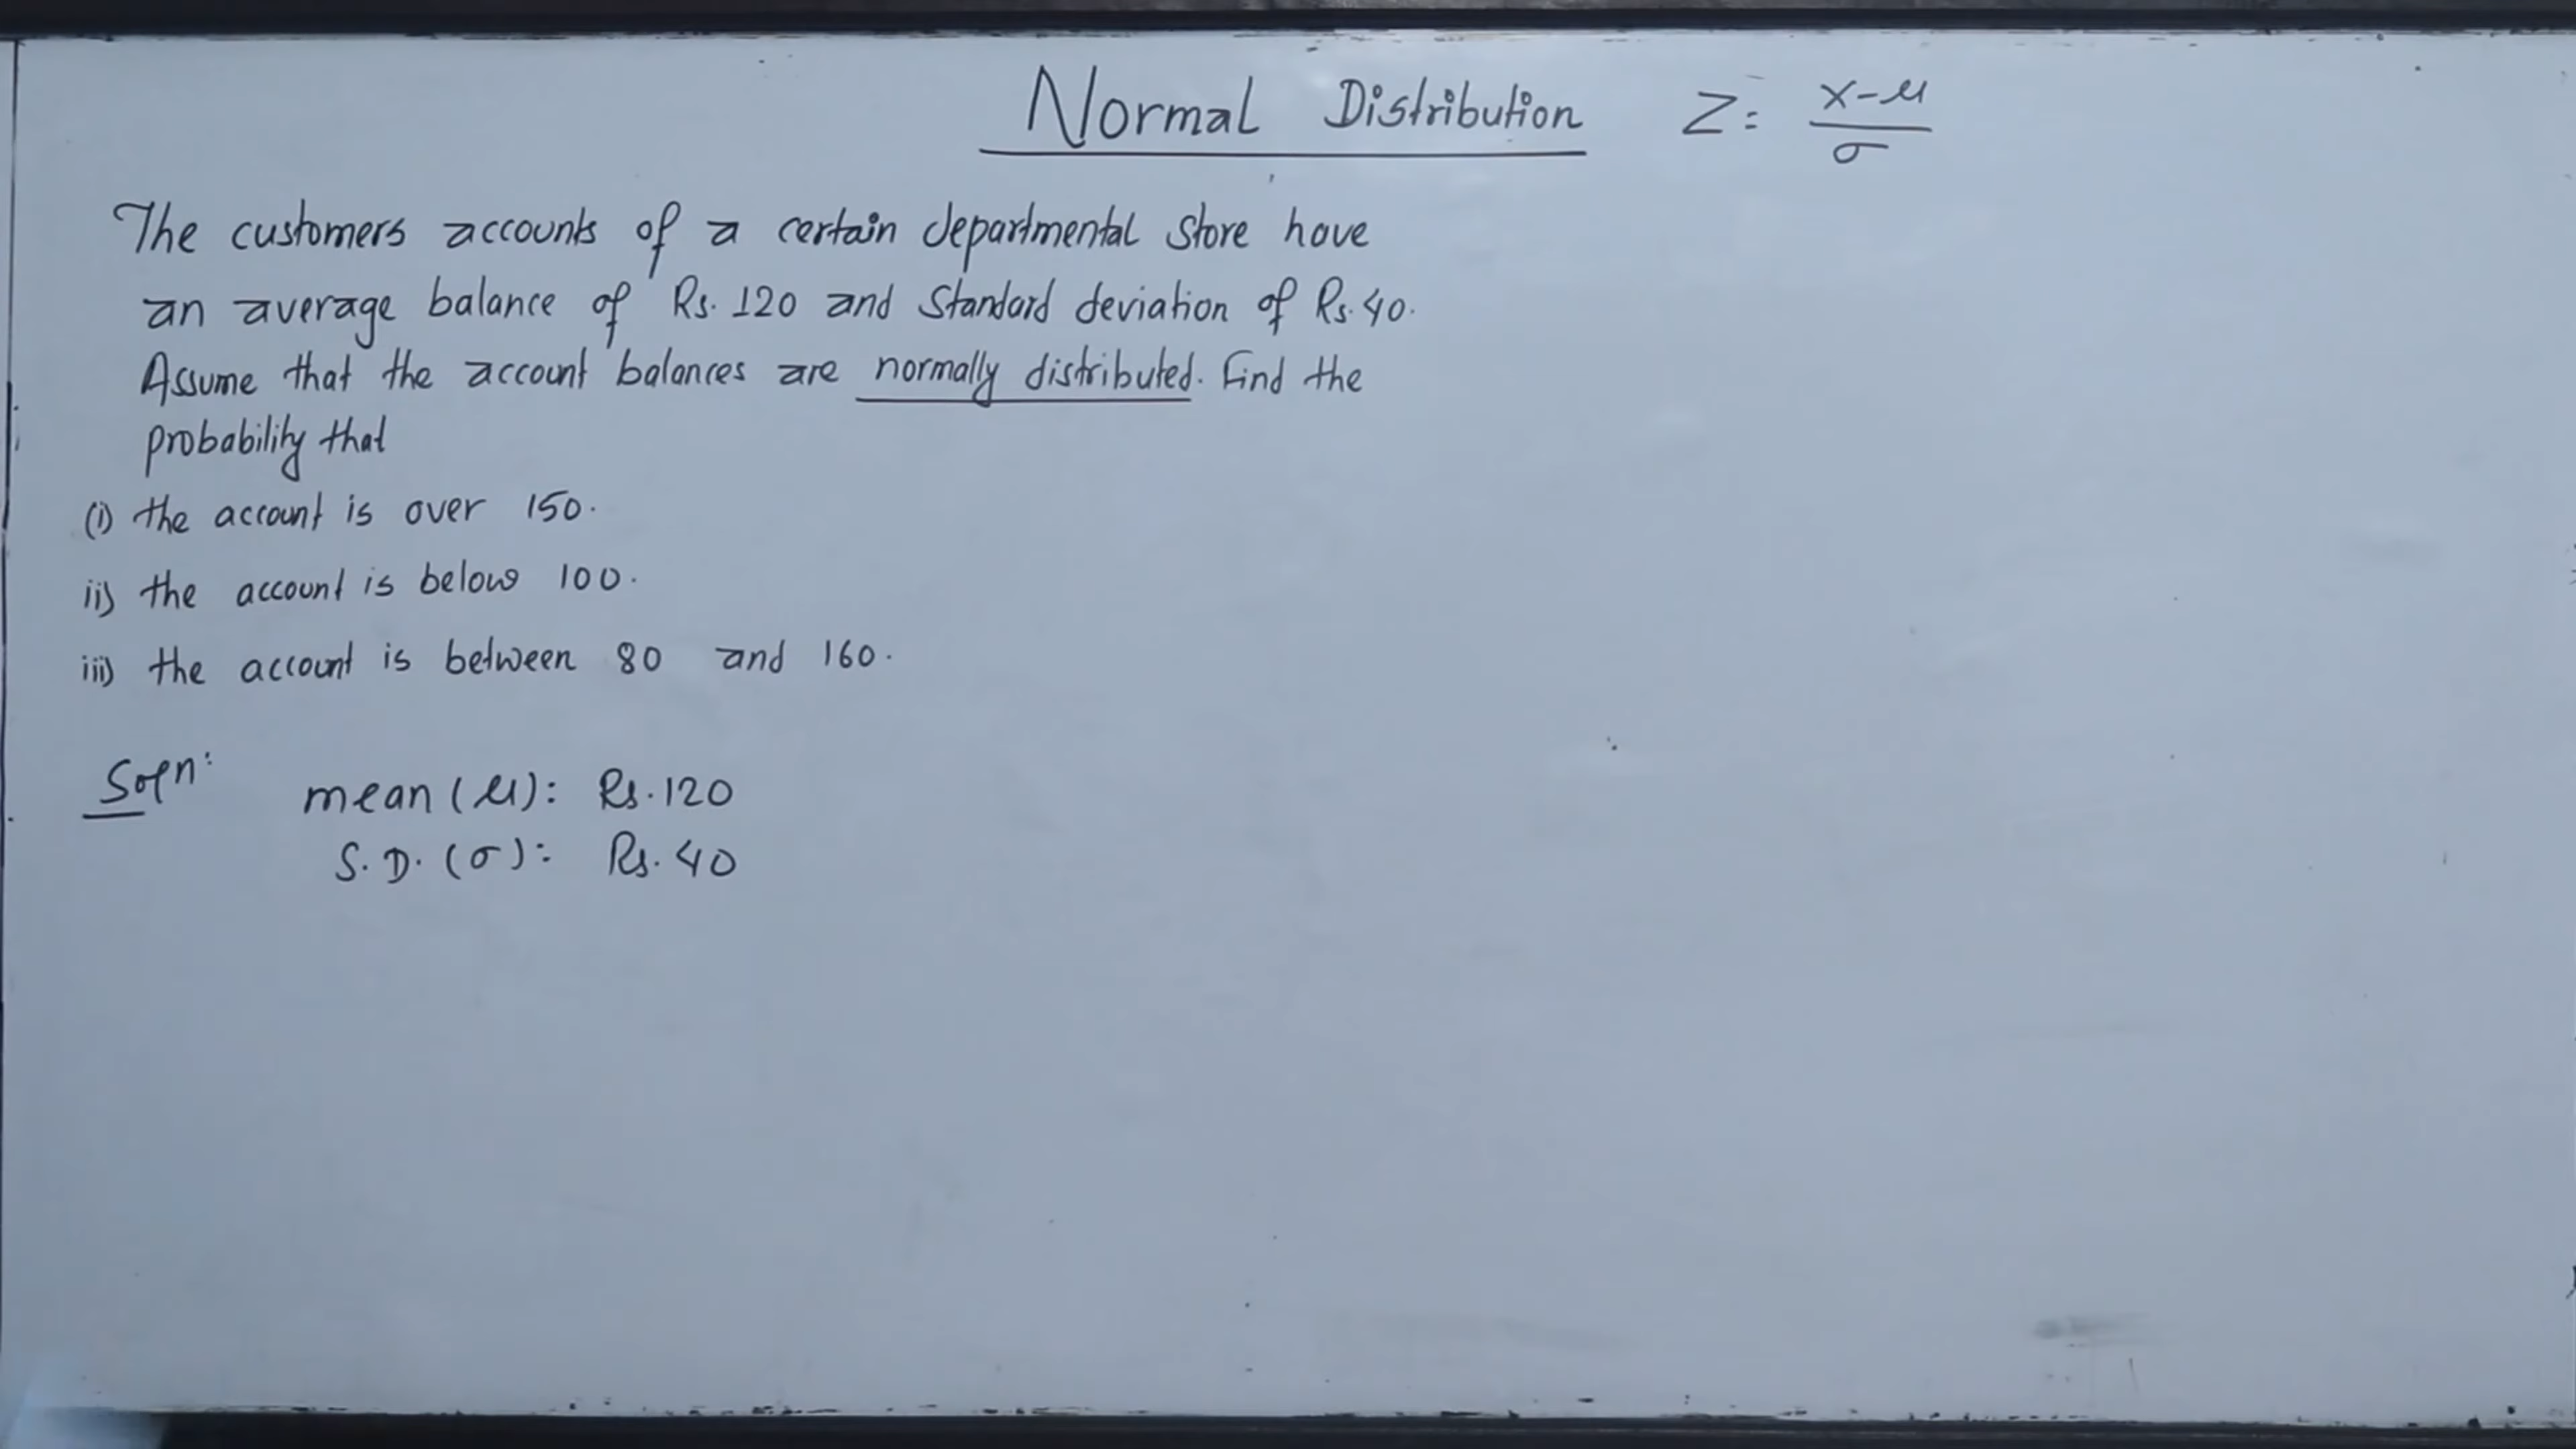 Normal Distribution Z = X-μ / σ
The customers accounts of a certain departmental store have
an average balance of Rs. 120 and Standard deviation of Rs. 40.
Assume that the account balances are normally distributed. Find the
probability that
(i) the account is over 150.
ii) the account is below 100.
iii) the account is between 80 and 160.
Soln:
mean (μ): Rs. 120
S.D. (σ): Rs. 40